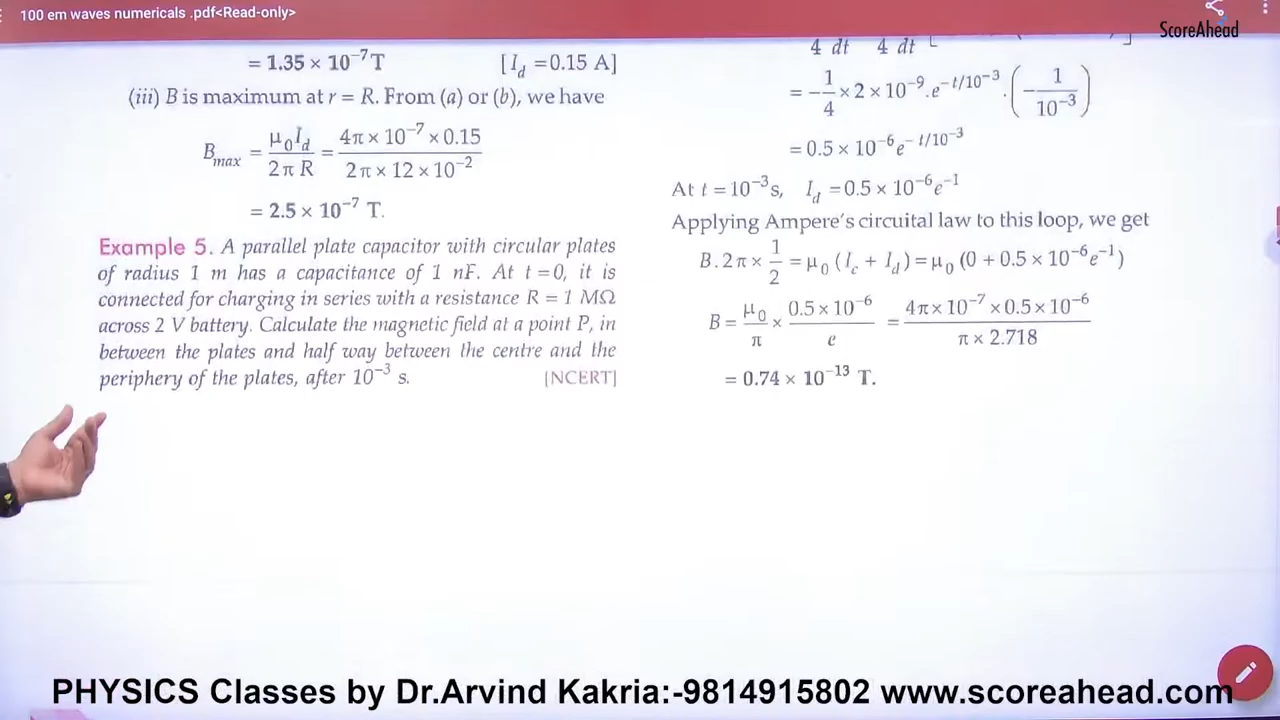 100 em waves numericals .pdf<Read-only>
ScoreAhead
= 1.35 × 10⁻⁷ T [I_d = 0.15 A]
(iii) B is maximum at r = R. From (a) or (b), we have
B_max = μ₀I_d / 2π R = 4π × 10⁻⁷ × 0.15 / 2π × 12 × 10⁻²
= 2.5 × 10⁻⁷ T.
Example 5. A parallel plate capacitor with circular plates
of radius 1 m has a capacitance of 1 nF. At t = 0, it is
connected for charging in series with a resistance R = 1 MΩ
across 2 V battery. Calculate the magnetic field at a point P, in
between the plates and half way between the centre and the
periphery of the plates, after 10⁻³ s. [NCERT]
4 dt 4 dt
= −1/4 × 2 × 10⁻⁹ . e^(−t/10⁻³) . (−1/10⁻³)
= 0.5 × 10⁻⁶ e^(−t/10⁻³)
At t = 10⁻³ s, I_d = 0.5 × 10⁻⁶ e⁻¹
Applying Ampere's circuital law to this loop, we get
B . 2π × 1/2 = μ₀ (I_c + I_d) = μ₀ (0 + 0.5 × 10⁻⁶ e⁻¹)
B = μ₀/π × 0.5 × 10⁻⁶/e = 4π × 10⁻⁷ × 0.5 × 10⁻⁶ / π × 2.718
= 0.74 × 10⁻¹³ T.
PHYSICS Classes by Dr.Arvind Kakria:-9814915802 www.scoreahead.com